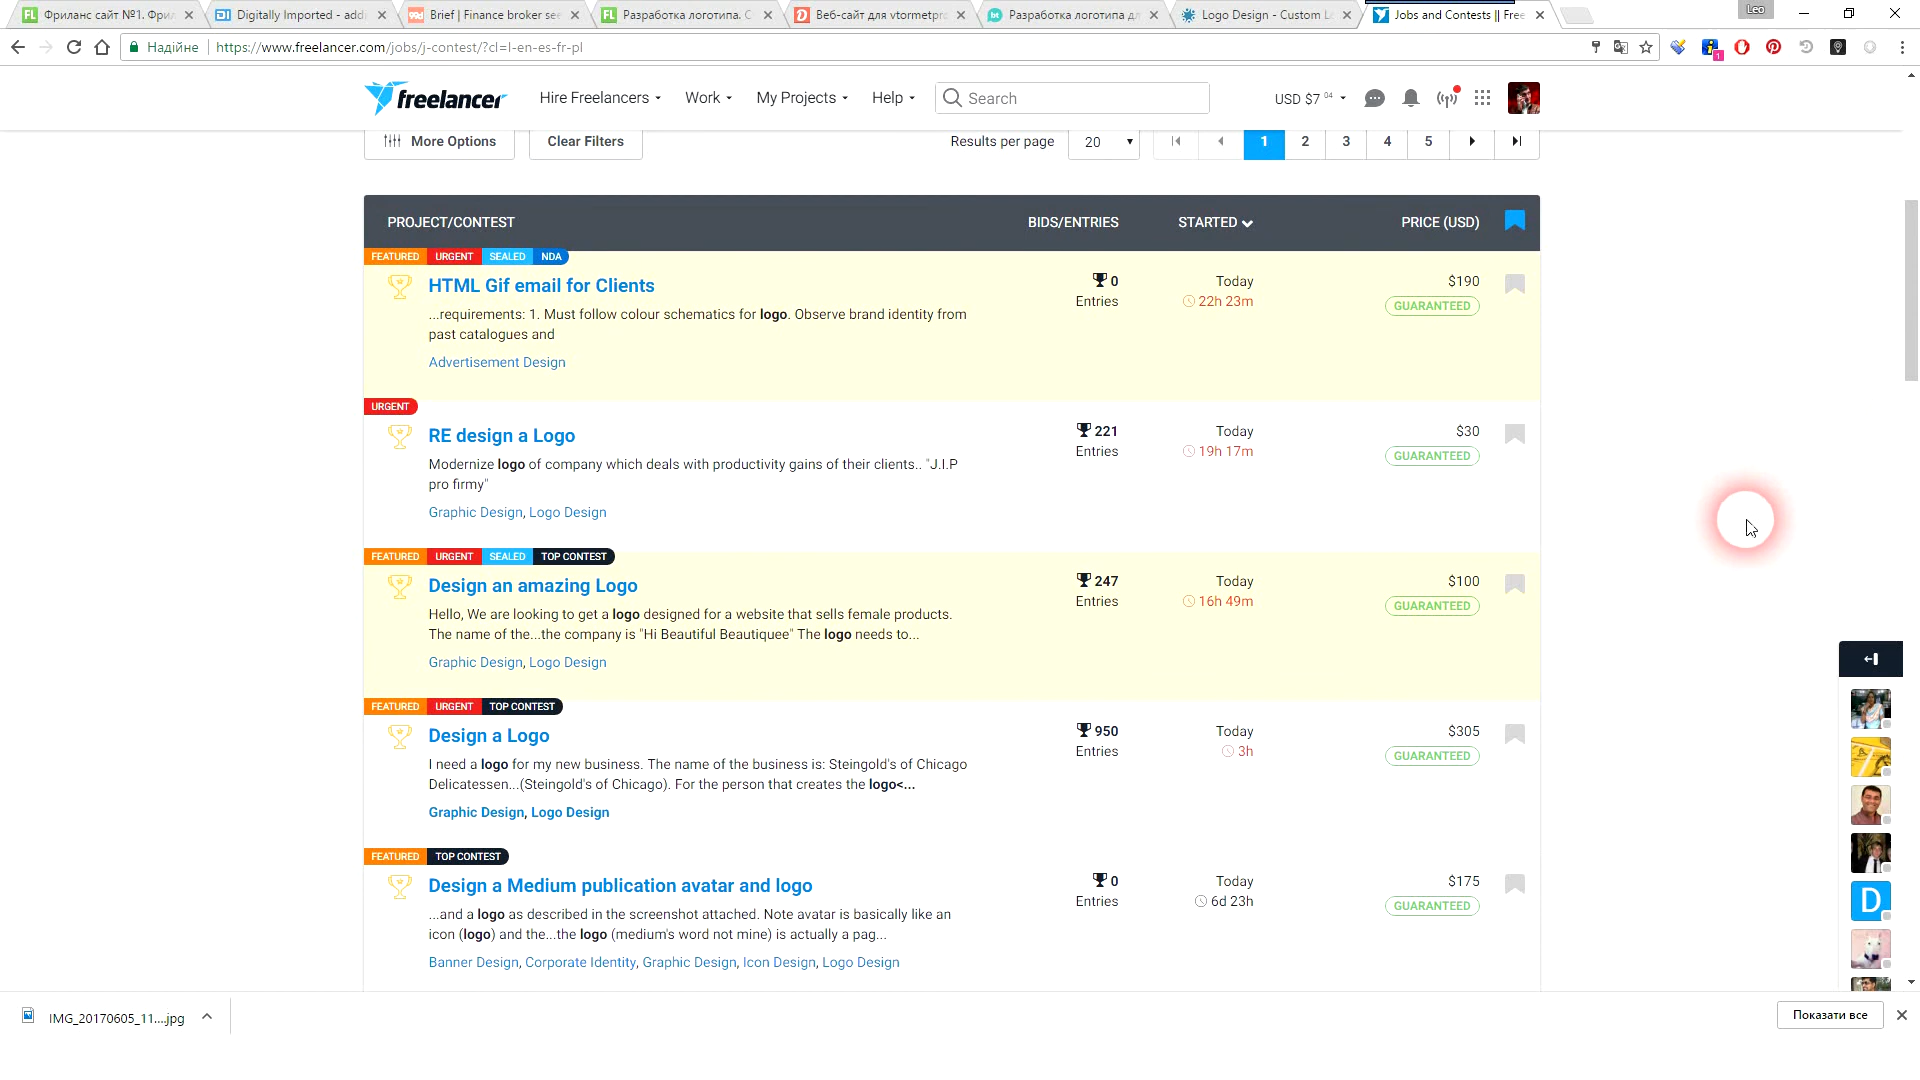 Фриланс сайт №1. Фрил
Digitally Imported - addi
Brief | Finance broker see
Разработка логотипа. С
Веб-сайт для vtormetpro
Разработка логотипа дл
Logo Design - Custom Lo
Jobs and Contests || Free
Leo
Надійне
https://www.freelancer.com/jobs/j-contest/?cl=l-en-es-fr-pl
1
freelancer
Hire Freelancers
Work
My Projects
Help
Search
USD $7 04
More Options
Clear Filters
Results per page
20
1
2
3
4
5
PROJECT/CONTEST
BIDS/ENTRIES
STARTED
PRICE (USD)
FEATURED URGENT SEALED NDA
HTML Gif email for Clients
0
Entries
Today
22h 23m
$190
GUARANTEED
...requirements: 1. Must follow colour schematics for logo. Observe brand identity from
past catalogues and
Advertisement Design
URGENT
RE design a Logo
221
Entries
Today
19h 17m
$30
GUARANTEED
Modernize logo of company which deals with productivity gains of their clients.. "J.I.P
pro firmy"
Graphic Design, Logo Design
FEATURED URGENT SEALED TOP CONTEST
Design an amazing Logo
247
Entries
Today
16h 49m
$100
GUARANTEED
Hello, We are looking to get a logo designed for a website that sells female products.
The name of the...the company is "Hi Beautiful Beautiquee" The logo needs to...
Graphic Design, Logo Design
FEATURED URGENT TOP CONTEST
Design a Logo
950
Entries
Today
3h
$305
GUARANTEED
I need a logo for my new business. The name of the business is: Steingold's of Chicago
Delicatessen...(Steingold's of Chicago). For the person that creates the logo<...
Graphic Design, Logo Design
FEATURED TOP CONTEST
Design a Medium publication avatar and logo
0
Entries
Today
6d 23h
$175
GUARANTEED
...and a logo as described in the screenshot attached. Note avatar is basically like an
icon (logo) and the...the logo (medium's word not mine) is actually a pag...
Banner Design, Corporate Identity, Graphic Design, Icon Design, Logo Design
D
IMG_20170605_11....jpg
Показати все